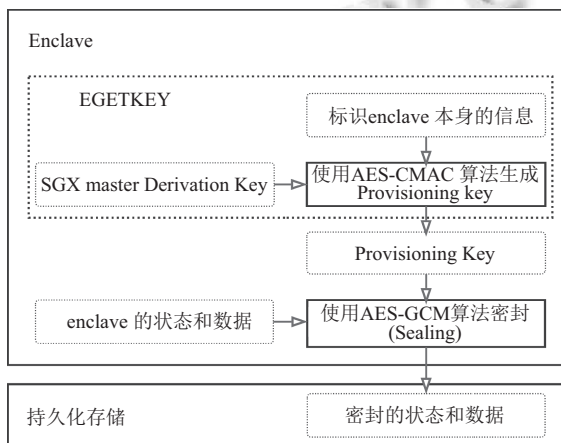 Enclave
EGETKEY
标识enclave 本身的信息
SGX master Derivation Key
使用AES-CMAC 算法生成
Provisioning key
Provisioning Key
enclave 的状态和数据
使用AES-GCM算法密封
(Sealing)
持久化存储
密封的状态和数据